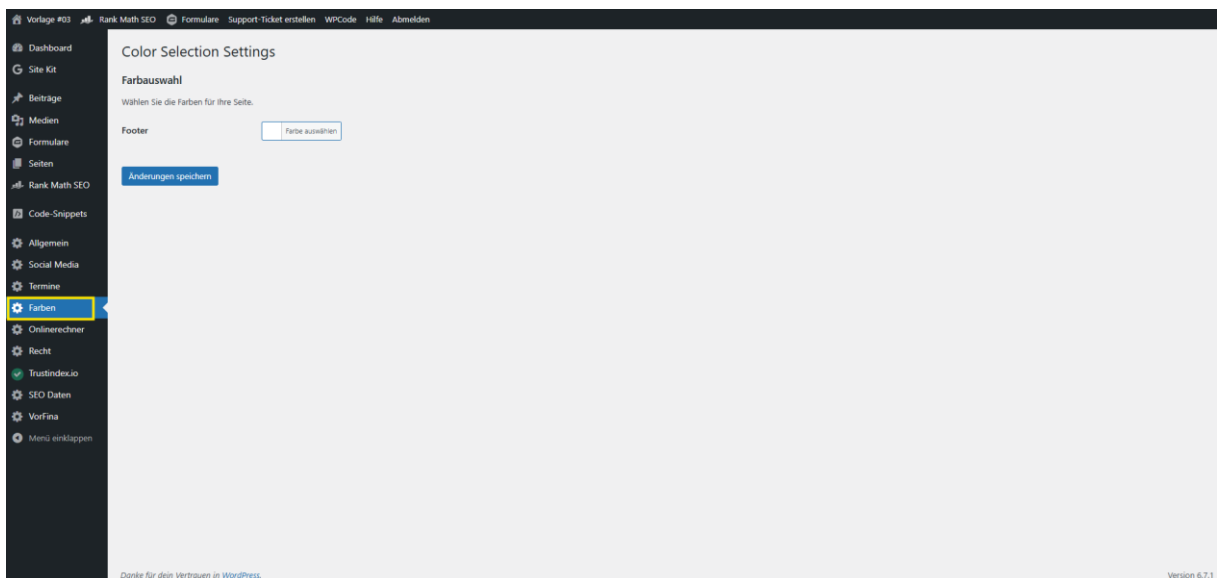 Vorlage #03 Rank Math SEO Formulare Support-Ticket erstellen WPCode Hilfe Abmelden
Dashboard
Site Kit
Beiträge
Medien
Formulare
Seiten
Rank Math SEO
Code-Snippets
Allgemein
Social Media
Termine
Farben
Onlinerechner
Recht
Trustindex.io
SEO Daten
VorFina
Menü einklappen
Color Selection Settings
Farbauswahl
Wählen Sie die Farben für Ihre Seite.
Footer Farbe auswählen
Änderungen speichern
Danke für dein Vertrauen in WordPress. Version 6.7.1